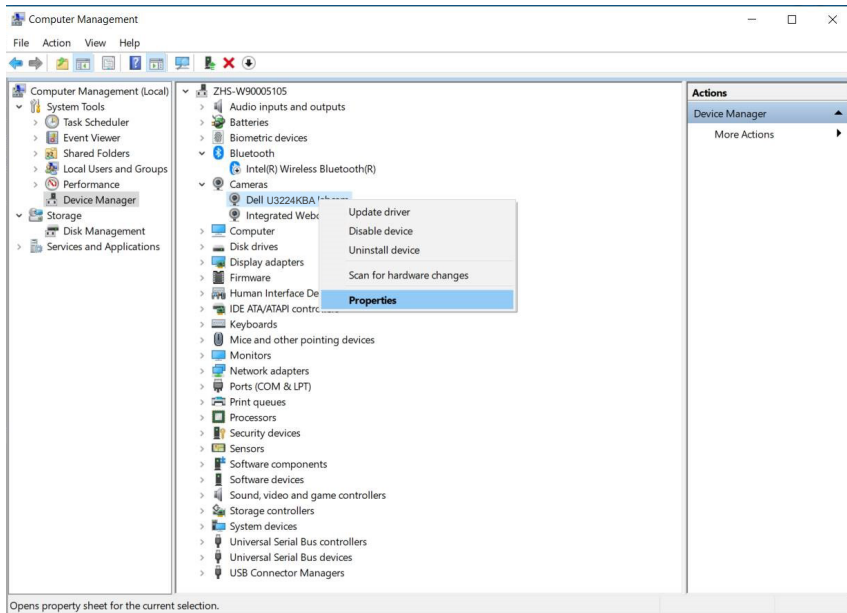 Computer Management
File Action View Help
Computer Management (Local)
System Tools
Task Scheduler
Event Viewer
Shared Folders
Local Users and Groups
Performance
Device Manager
Storage
Disk Management
Services and Applications
ZHS-W90005105
Audio inputs and outputs
Batteries
Biometric devices
Bluetooth
Intel(R) Wireless Bluetooth(R)
Cameras
Dell U3224KBA
Integrated
Computer
Disk drives
Display adapters
Firmware
Human Interface
IDE ATA/ATAPI
Keyboards
Mice and other pointing devices
Monitors
Network adapters
Ports (COM & LPT)
Print queues
Processors
Security devices
Sensors
Software components
Software devices
Sound, video and game controllers
Storage controllers
System devices
Universal Serial Bus controllers
Universal Serial Bus devices
USB Connector Managers
Update driver
Disable device
Uninstall device
Scan for hardware changes
Properties
Actions
Device Manager
More Actions
Opens property sheet for the current selection.